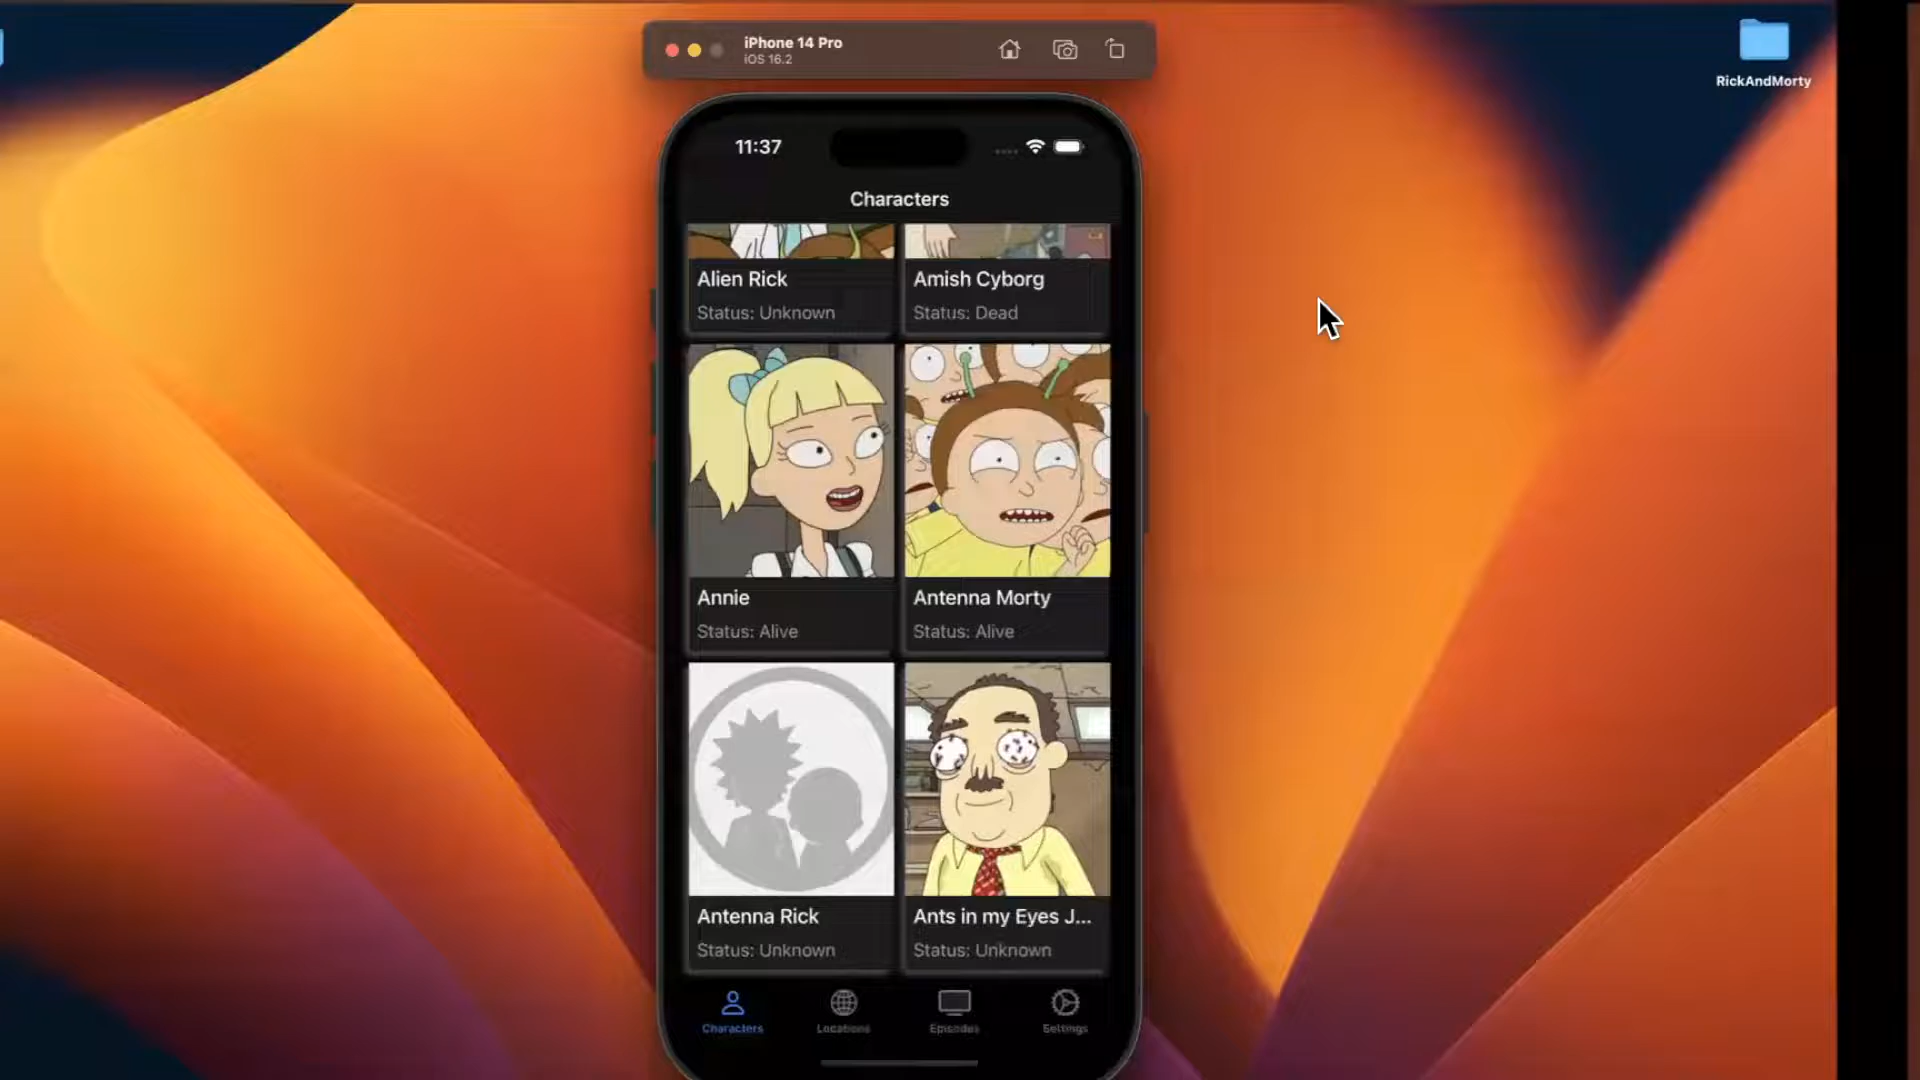 iPhone 14 Pro
iOS 16.2
RickAndMorty
11:37
Characters
Alien Rick
Status: Unknown
Amish Cyborg
Status: Dead
Annie
Status: Alive
Antenna Morty
Status: Alive
Antenna Rick
Status: Unknown
Ants in my Eyes J...
Status: Unknown
Characters
Locations
Episodes
Settings